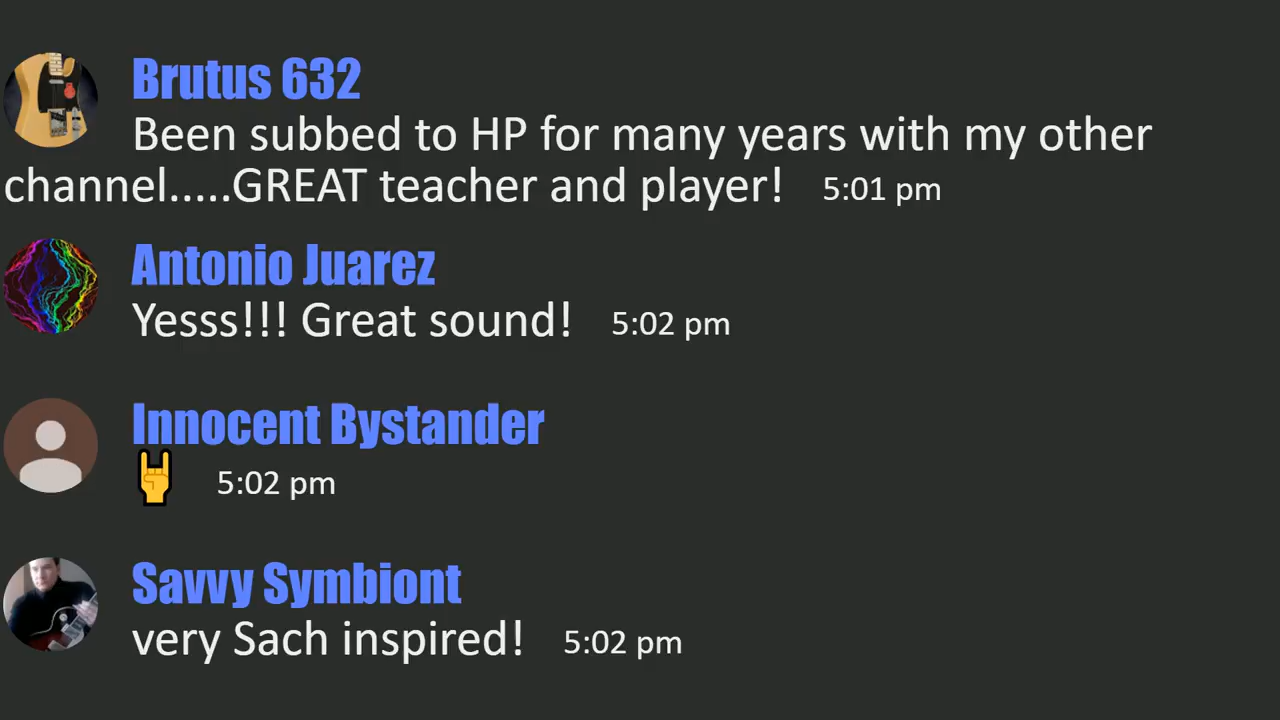 Brutus 632
Been subbed to HP for many years with my other
channel.....GREAT teacher and player! 5:01 pm
Antonio Juarez
Yesss!!! Great sound! 5:02 pm
Innocent Bystander
🤘 5:02 pm
Savvy Symbiont
very Sach inspired! 5:02 pm